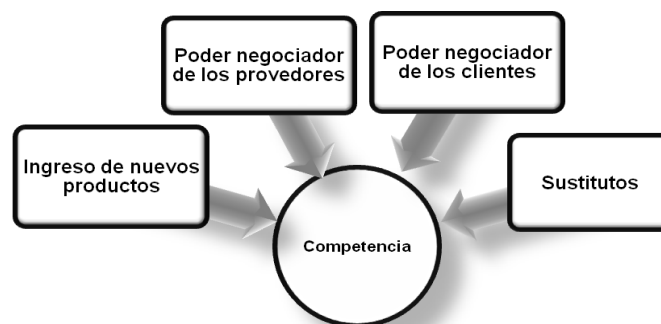 Poder negociador
de los provedores
Poder negociador
de los clientes
Ingreso de nuevos
productos
Sustitutos
Competencia